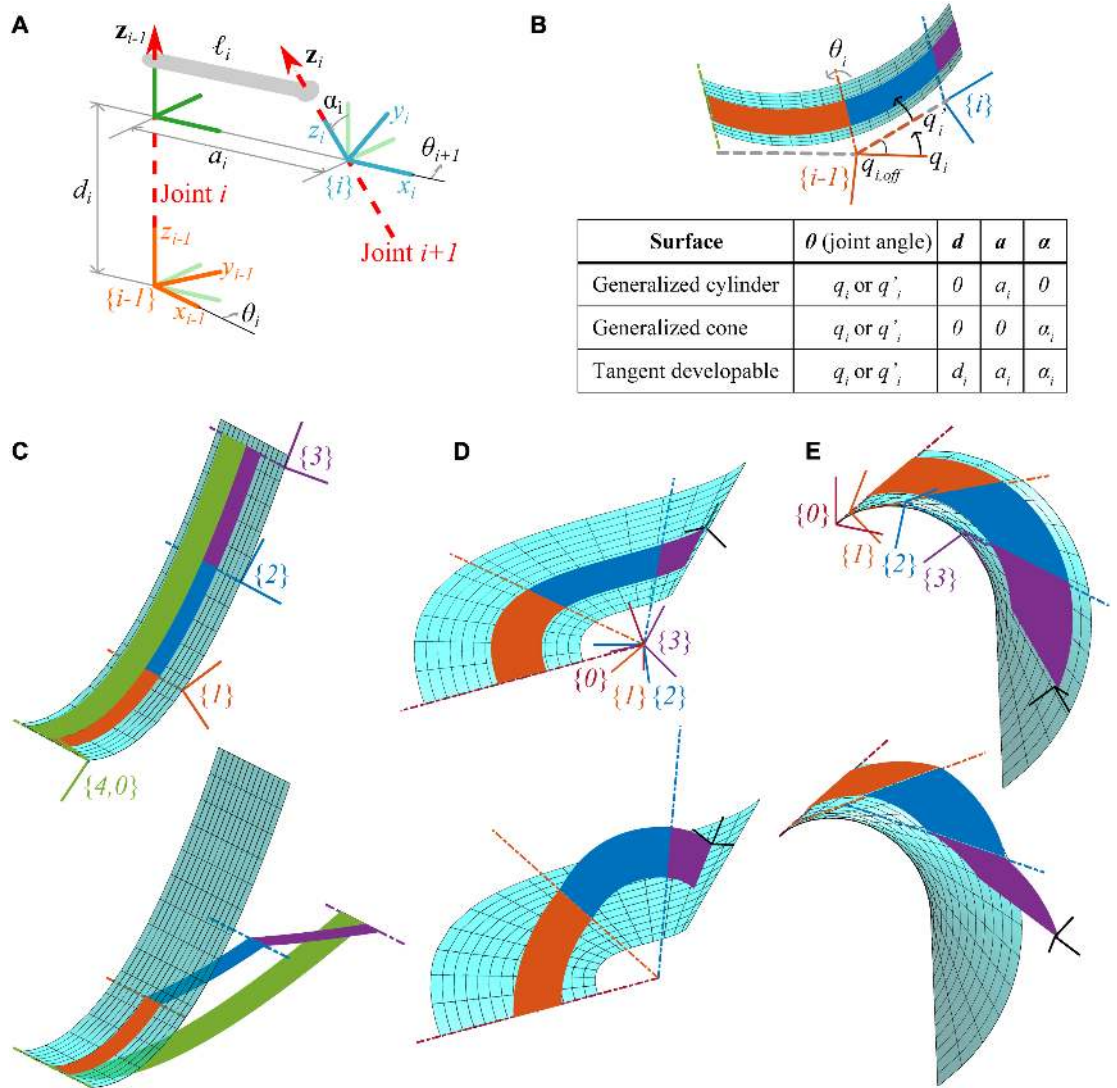 A
z_{i-1}
ℓ_i
z_i
α_i
z_i
y_i
θ_{i+1}
a_i
{i}
x_i
d_i
Joint i
z_{i-1}
Joint i+1
y_{i-1}
{i-1}
x_{i-1}
θ_i
B
θ_i
{i}
q_i'
q_{i,off}
q_i
{i-1}
Surface θ (joint angle) d a α
Generalized cylinder q_i or q'_i 0 a_i 0
Generalized cone q_i or q'_i 0 0 α_i
Tangent developable q_i or q'_i d_i a_i α_i
C
{3}
{2}
{1}
{4,0}
D
{3}
{0}
{1}
{2}
E
{0}
{1}
{2}
{3}